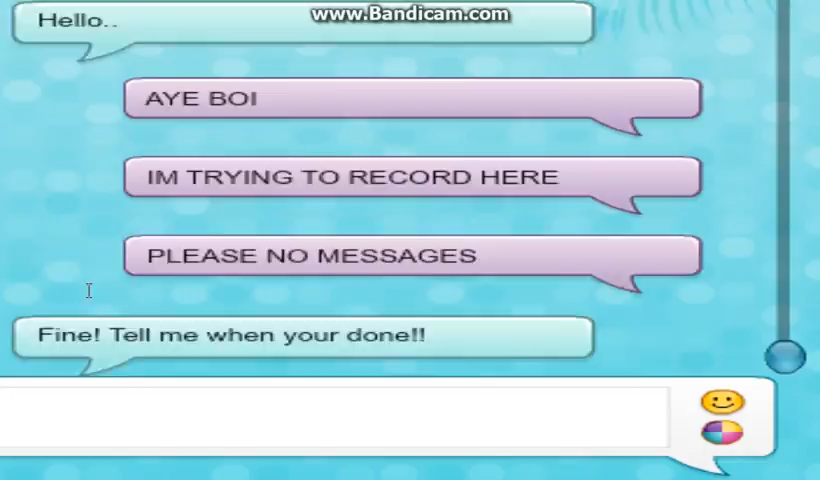 www.Bandicam.com
Hello..
AYE BOI
IM TRYING TO RECORD HERE
PLEASE NO MESSAGES
Fine! Tell me when your done!!